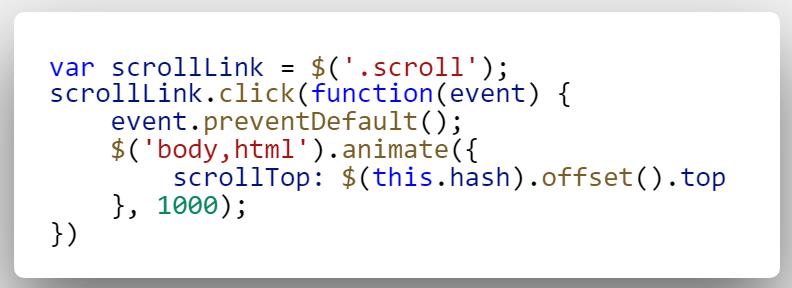 var scrollLink = $('.scroll');
scrollLink.click(function(event) {
    event.preventDefault();
    $('body,html').animate({
        scrollTop: $(this.hash).offset().top
    }, 1000);
})